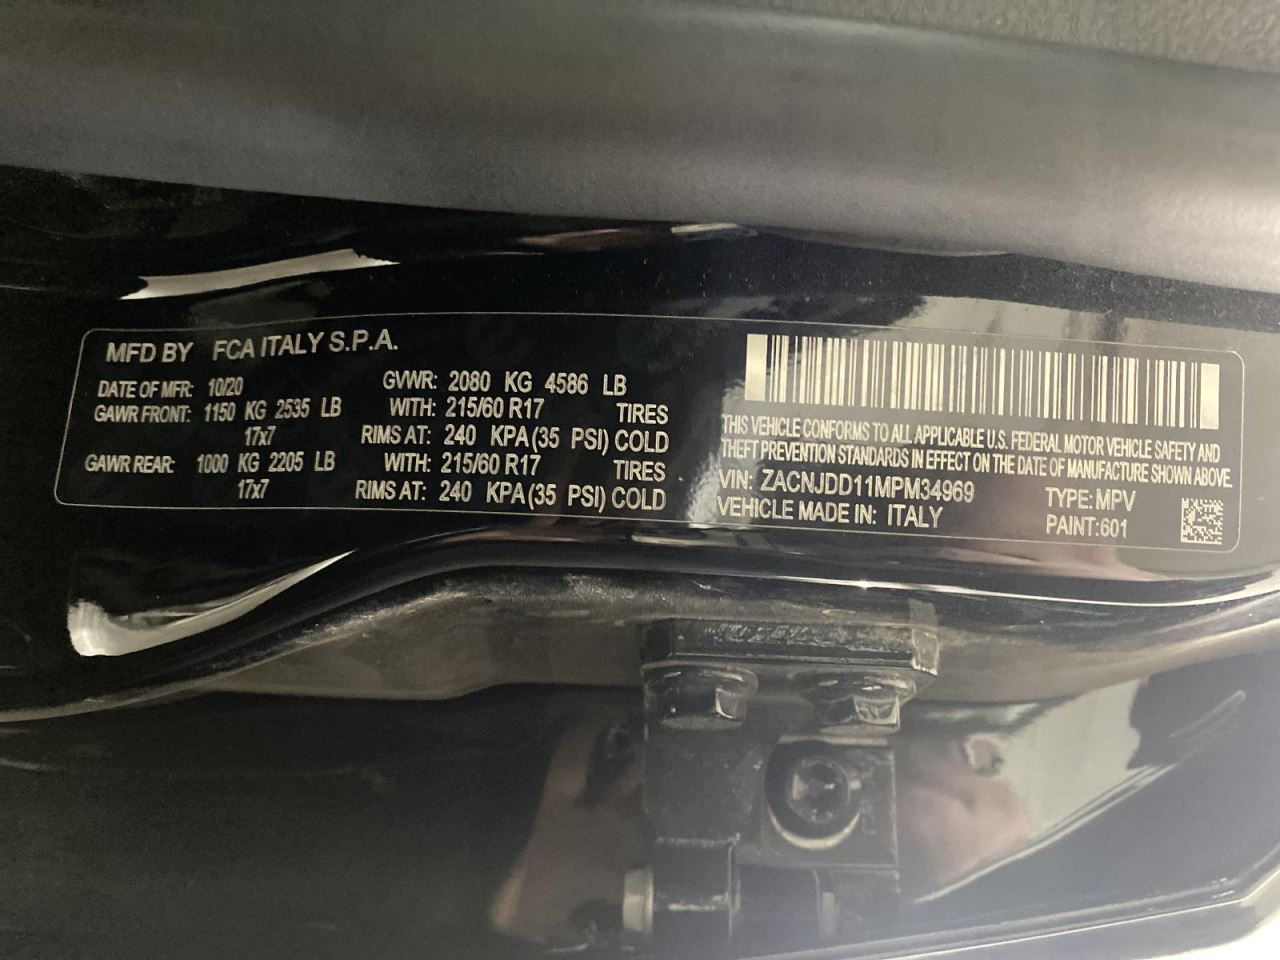 MFD BY FCA ITALY S.P.A.
DATE OF MFR: 10/20 GVWR: 2080 KG 4586 LB
GAWR FRONT: 1150 KG 2535 LB WITH: 215/60 R17 TIRES
17x7 RIMS AT: 240 KPA(35 PSI) COLD
GAWR REAR: 1000 KG 2205 LB WITH: 215/60 R17 TIRES
17x7 RIMS AT: 240 KPA(35 PSI) COLD
THIS VEHICLE CONFORMS TO ALL APPLICABLE U.S. FEDERAL MOTOR VEHICLE SAFETY AND
THEFT PREVENTION STANDARDS IN EFFECT ON THE DATE OF MANUFACTURE SHOWN ABOVE.
VIN: ZACNJDD11MPM34969 TYPE: MPV
VEHICLE MADE IN: ITALY PAINT:601